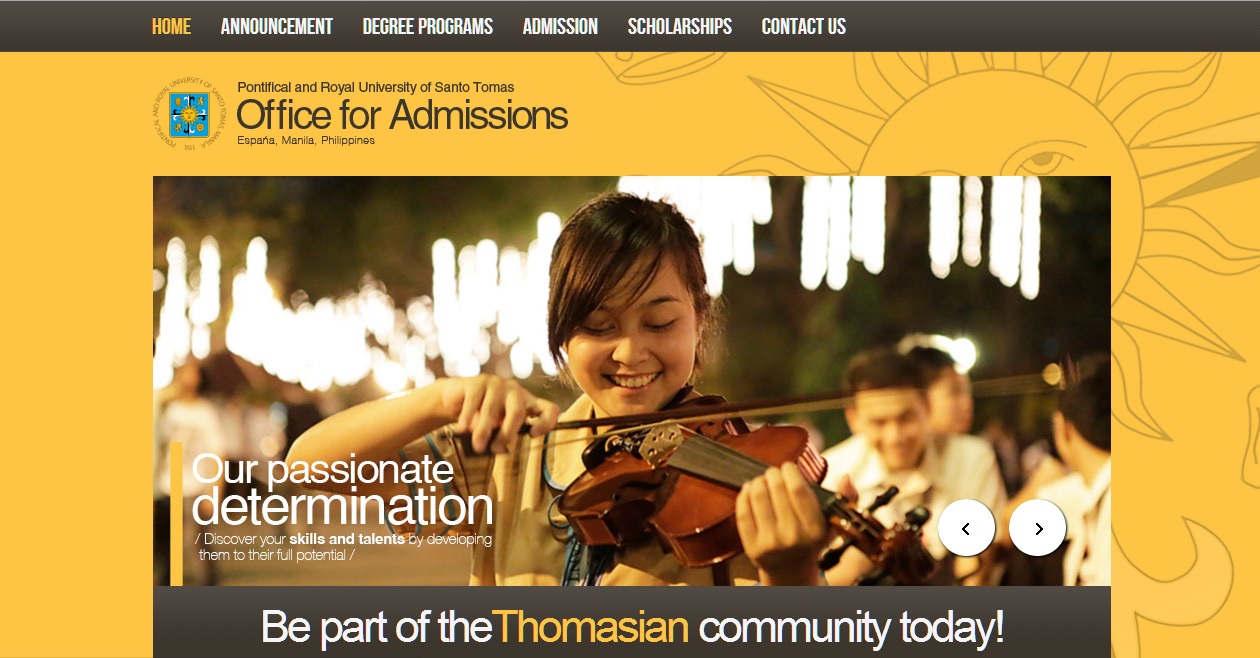 HOME ANNOUNCEMENT DEGREE PROGRAMS ADMISSION SCHOLARSHIPS CONTACT US
PONTIFICAL AND ROYAL UNIVERSITY OF SANTO TOMAS, MANILA
1611
Pontifical and Royal University of Santo Tomas
Office for Admissions
España, Manila, Philippines
Our passionate
determination
/ Discover your skills and talents by developing
them to their full potential /
Be part of the Thomasian community today!